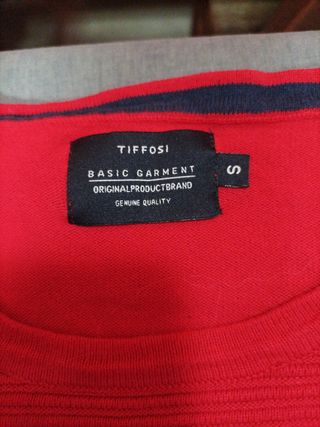 TIFFOSI
BASIC GARMENT
ORIGINALPRODUCTBRAND
GENUINE QUALITY
S